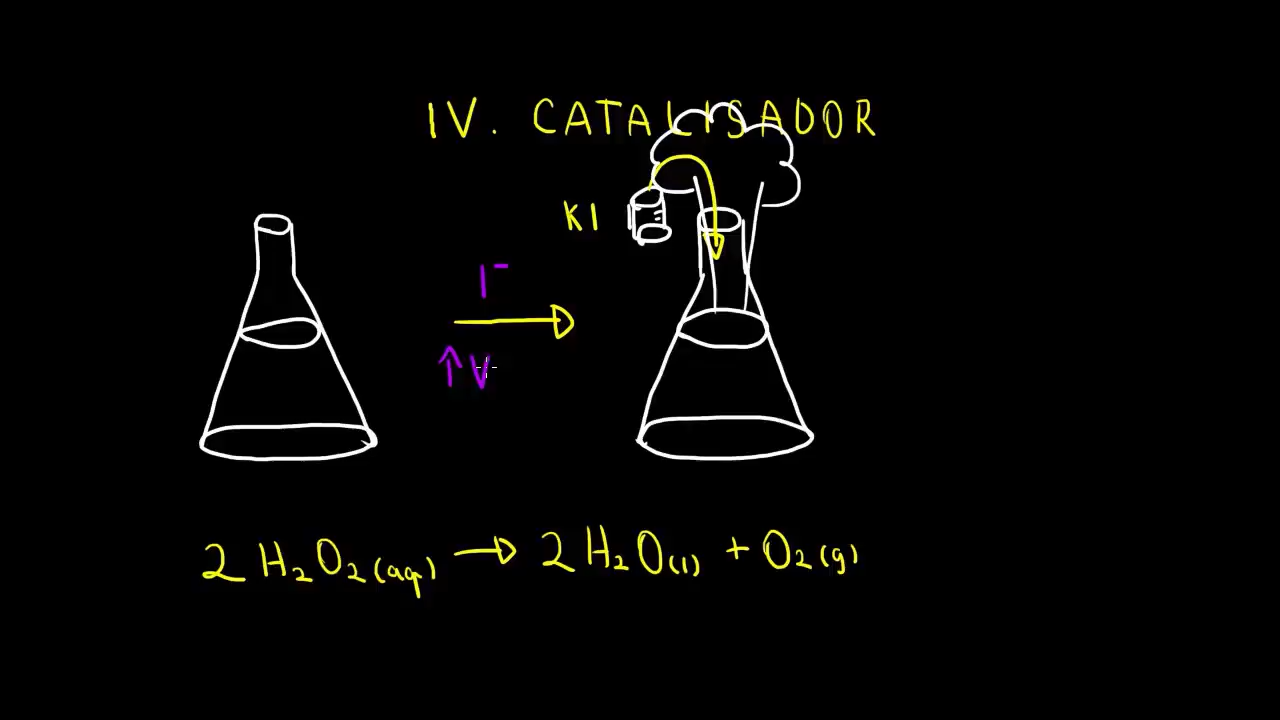 IV. CATALISADOR
KI
I⁻
↑V
2 H₂O₂(aq) → 2 H₂O(l) + O₂(g)